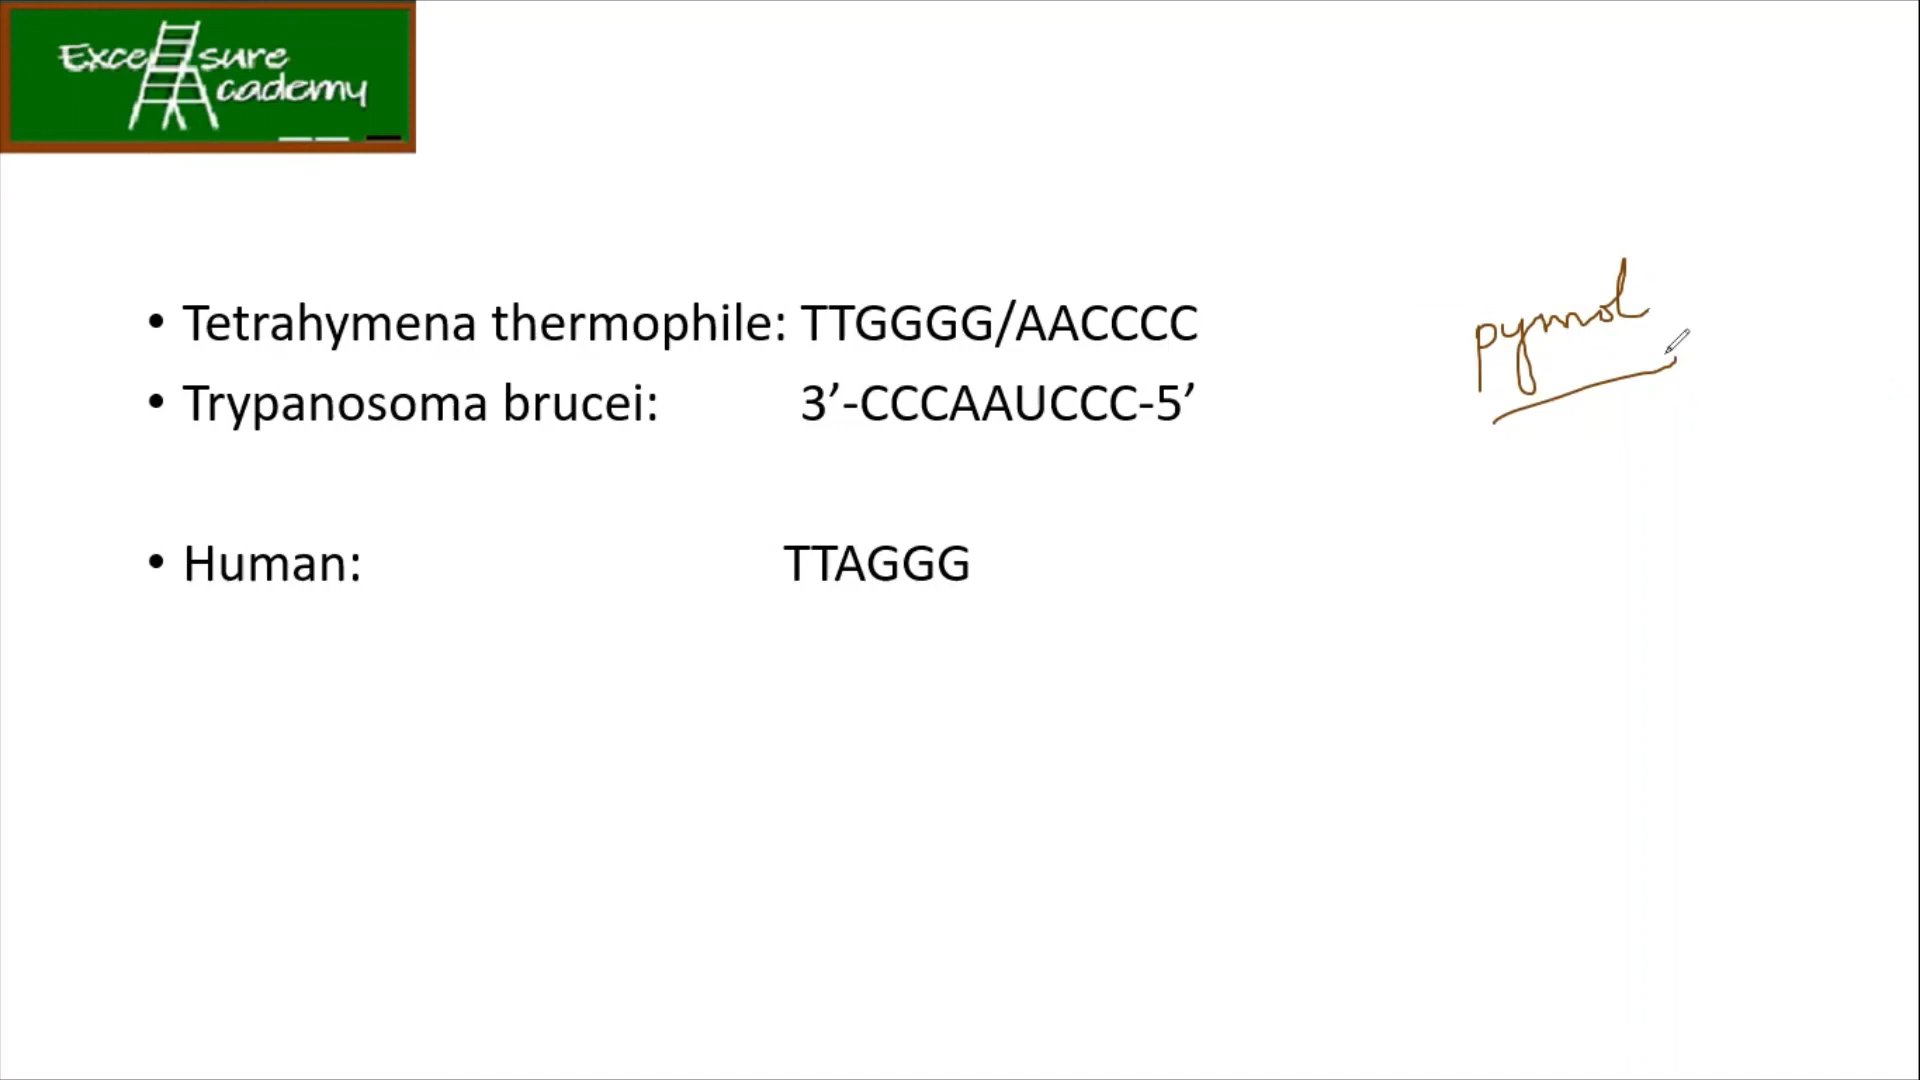 Excelsure
Academy
• Tetrahymena thermophile: TTGGGG/AACCCC
pymol
• Trypanosoma brucei: 3’-CCCAAUCCC-5’
• Human: TTAGGG